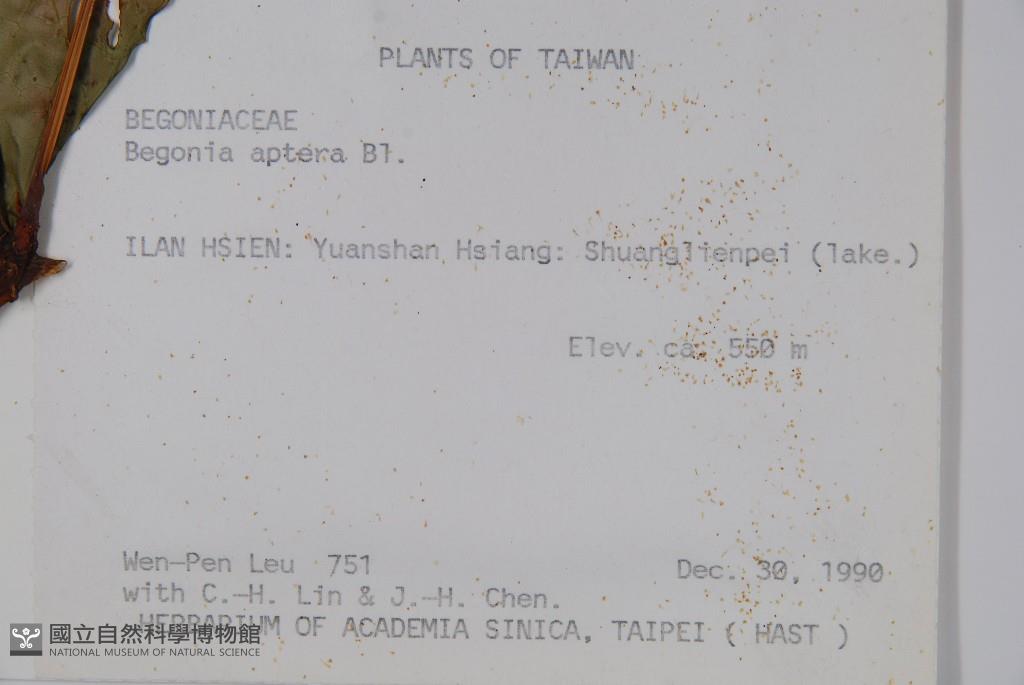 PLANTS OF TAIWAN
BEGONIACEAE
Begonia aptera Bl.
ILAN HSIEN: Yuanshan Hsiang: Shuanglienpei (lake.)
Elev. ca. 550 m
Wen-Pen Leu 751
Dec. 30, 1990
with C.-H. Lin & J.-H. Chen.
HERBARIUM OF ACADEMIA SINICA, TAIPEI ( HAST )
國立自然科學博物館
NATIONAL MUSEUM OF NATURAL SCIENCE